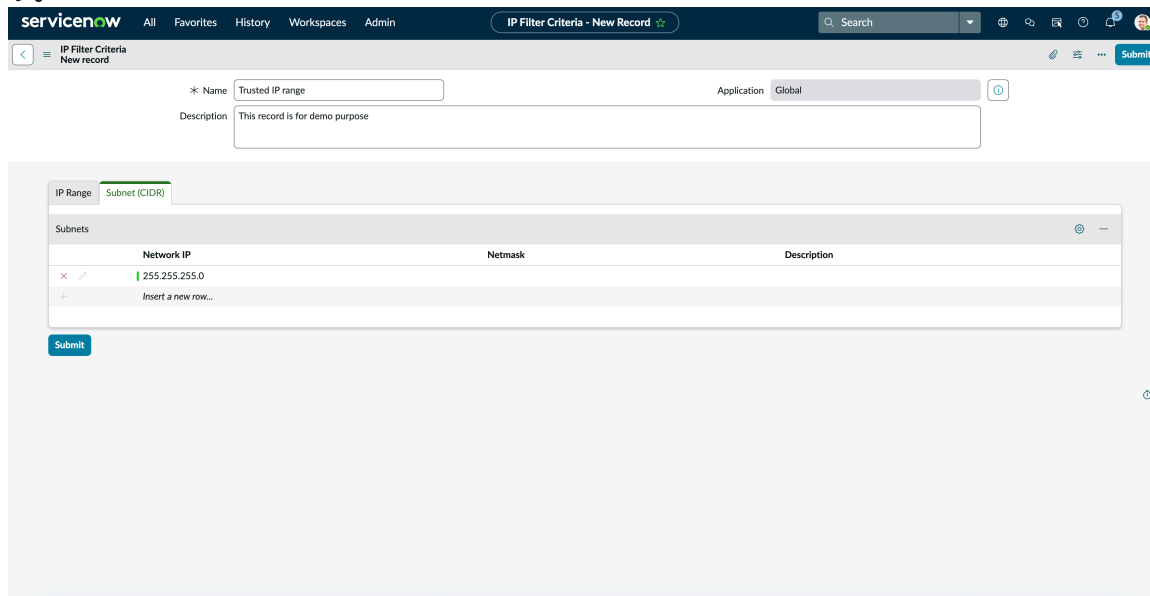 servicenow All Favorites History Workspaces Admin IP Filter Criteria - New Record Search 5
IP Filter Criteria
New record
Submit
Name Trusted IP range Application Global
Description This record is for demo purpose
IP Range Subnet (CIDR)
Subnets
Network IP Netmask Description
255.255.255.0
Insert a new row...
Submit